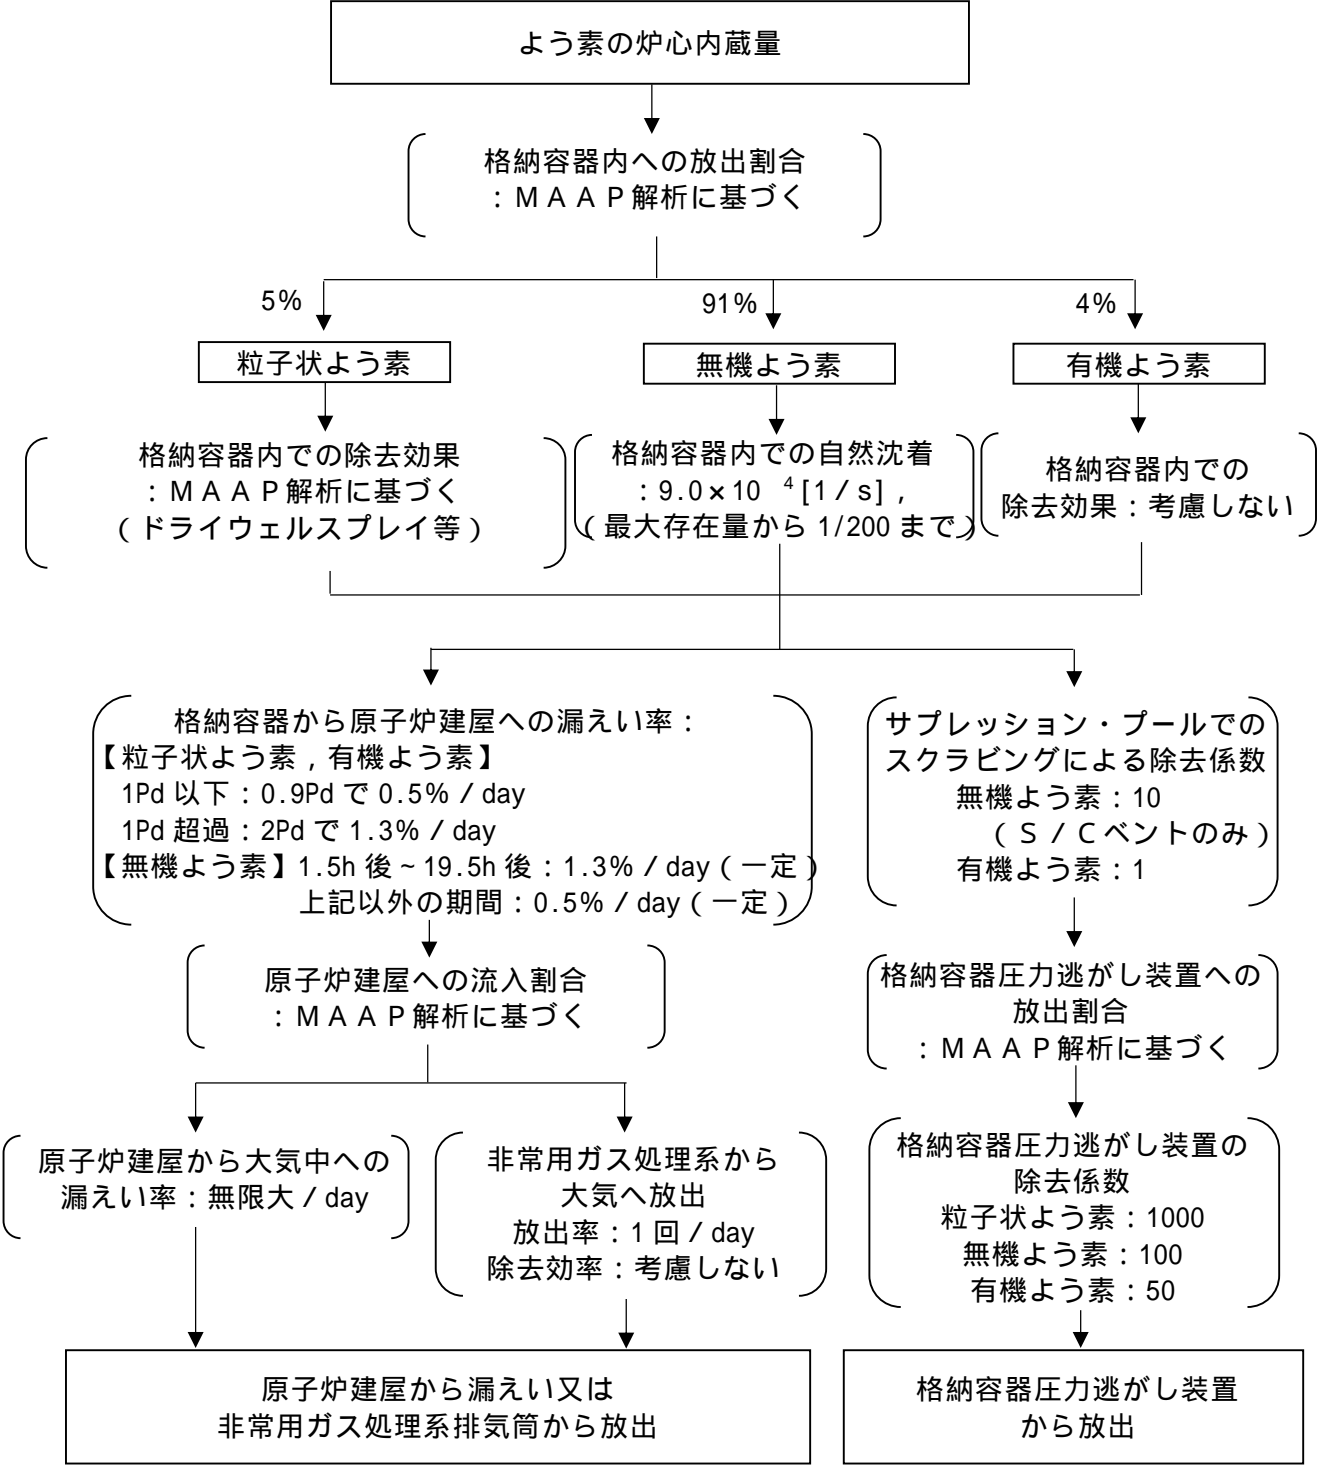 よう素の炉心内蔵量
格納容器内への放出割合
：ＭＡＡＰ解析に基づく
5%
91%
4%
粒子状よう素
無機よう素
有機よう素
格納容器内での除去効果
：ＭＡＡＰ解析に基づく
（ドライウェルスプレイ等）
格納容器内での自然沈着
：9.0×10 4 [1／s]，
（最大存在量から 1/200 まで）
格納容器内での
除去効果：考慮しない
格納容器から原子炉建屋への漏えい率：
【粒子状よう素，有機よう素】
1Pd 以下：0.9Pd で 0.5%／day
1Pd 超過：2Pd で 1.3%／day
【無機よう素】1.5h 後～19.5h 後：1.3%／day（一定）
上記以外の期間：0.5%／day（一定）
サプレッション・プールでの
スクラビングによる除去係数
無機よう素：10
（Ｓ／Ｃベントのみ）
有機よう素：1
原子炉建屋への流入割合
：ＭＡＡＰ解析に基づく
格納容器圧力逃がし装置への
放出割合
：ＭＡＡＰ解析に基づく
原子炉建屋から大気中への
漏えい率：無限大／day
非常用ガス処理系から
大気へ放出
放出率：1 回／day
除去効率：考慮しない
格納容器圧力逃がし装置の
除去係数
粒子状よう素：1000
無機よう素：100
有機よう素：50
原子炉建屋から漏えい又は
非常用ガス処理系排気筒から放出
格納容器圧力逃がし装置
から放出